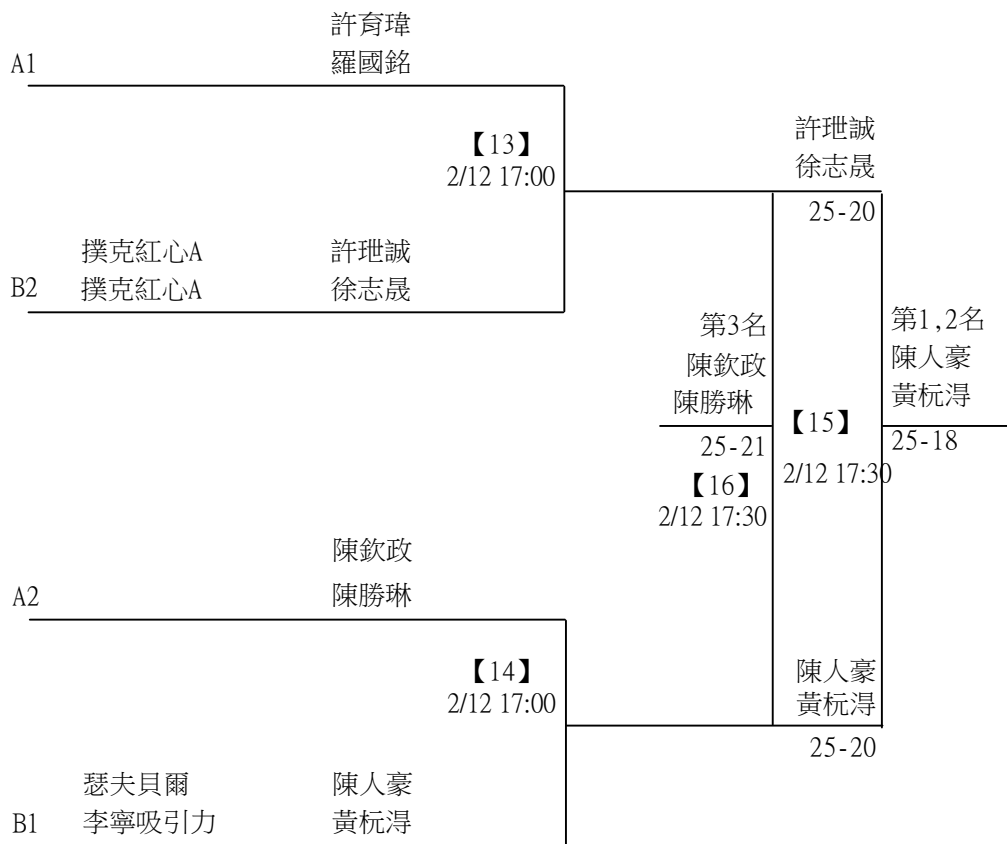 許育瑋
A1 羅國銘
【13】
2/12 17:00
許玴誠
徐志晟
25-20
撲克紅心A 許玴誠
B2 撲克紅心A 徐志晟
第3名
陳欽政
陳勝琳
25-21
【16】
2/12 17:30
【15】
2/12 17:30
第1,2名
陳人豪
黃杬淂
25-18
陳欽政
A2 陳勝琳
【14】
2/12 17:00
陳人豪
黃杬淂
25-20
瑟夫貝爾 陳人豪
B1 李寧吸引力 黃杬淂